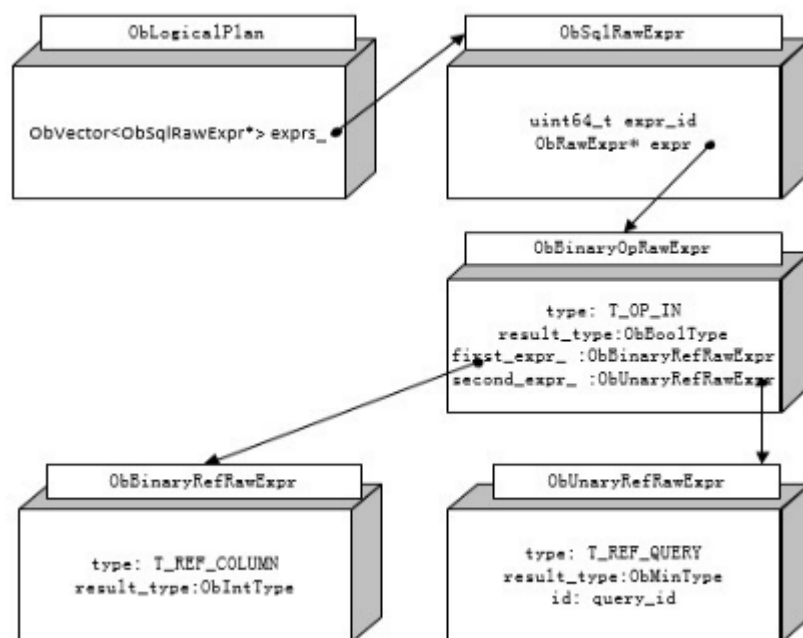 ObLogicalPlan
ObVector<ObSqlRawExpr*> exprs_
ObSqlRawExpr
uint64_t expr_id
ObRawExpr* expr
ObBinaryOpRawExpr
type: T_OP_IN
result_type:ObBoolType
first_expr_ :ObBinaryRefRawExpr
second_expr_ :ObUnaryRefRawExpr
ObBinaryRefRawExpr
type: T_REF_COLUMN
result_type:ObIntType
ObUnaryRefRawExpr
type: T_REF_QUERY
result_type:ObMinType
id: query_id